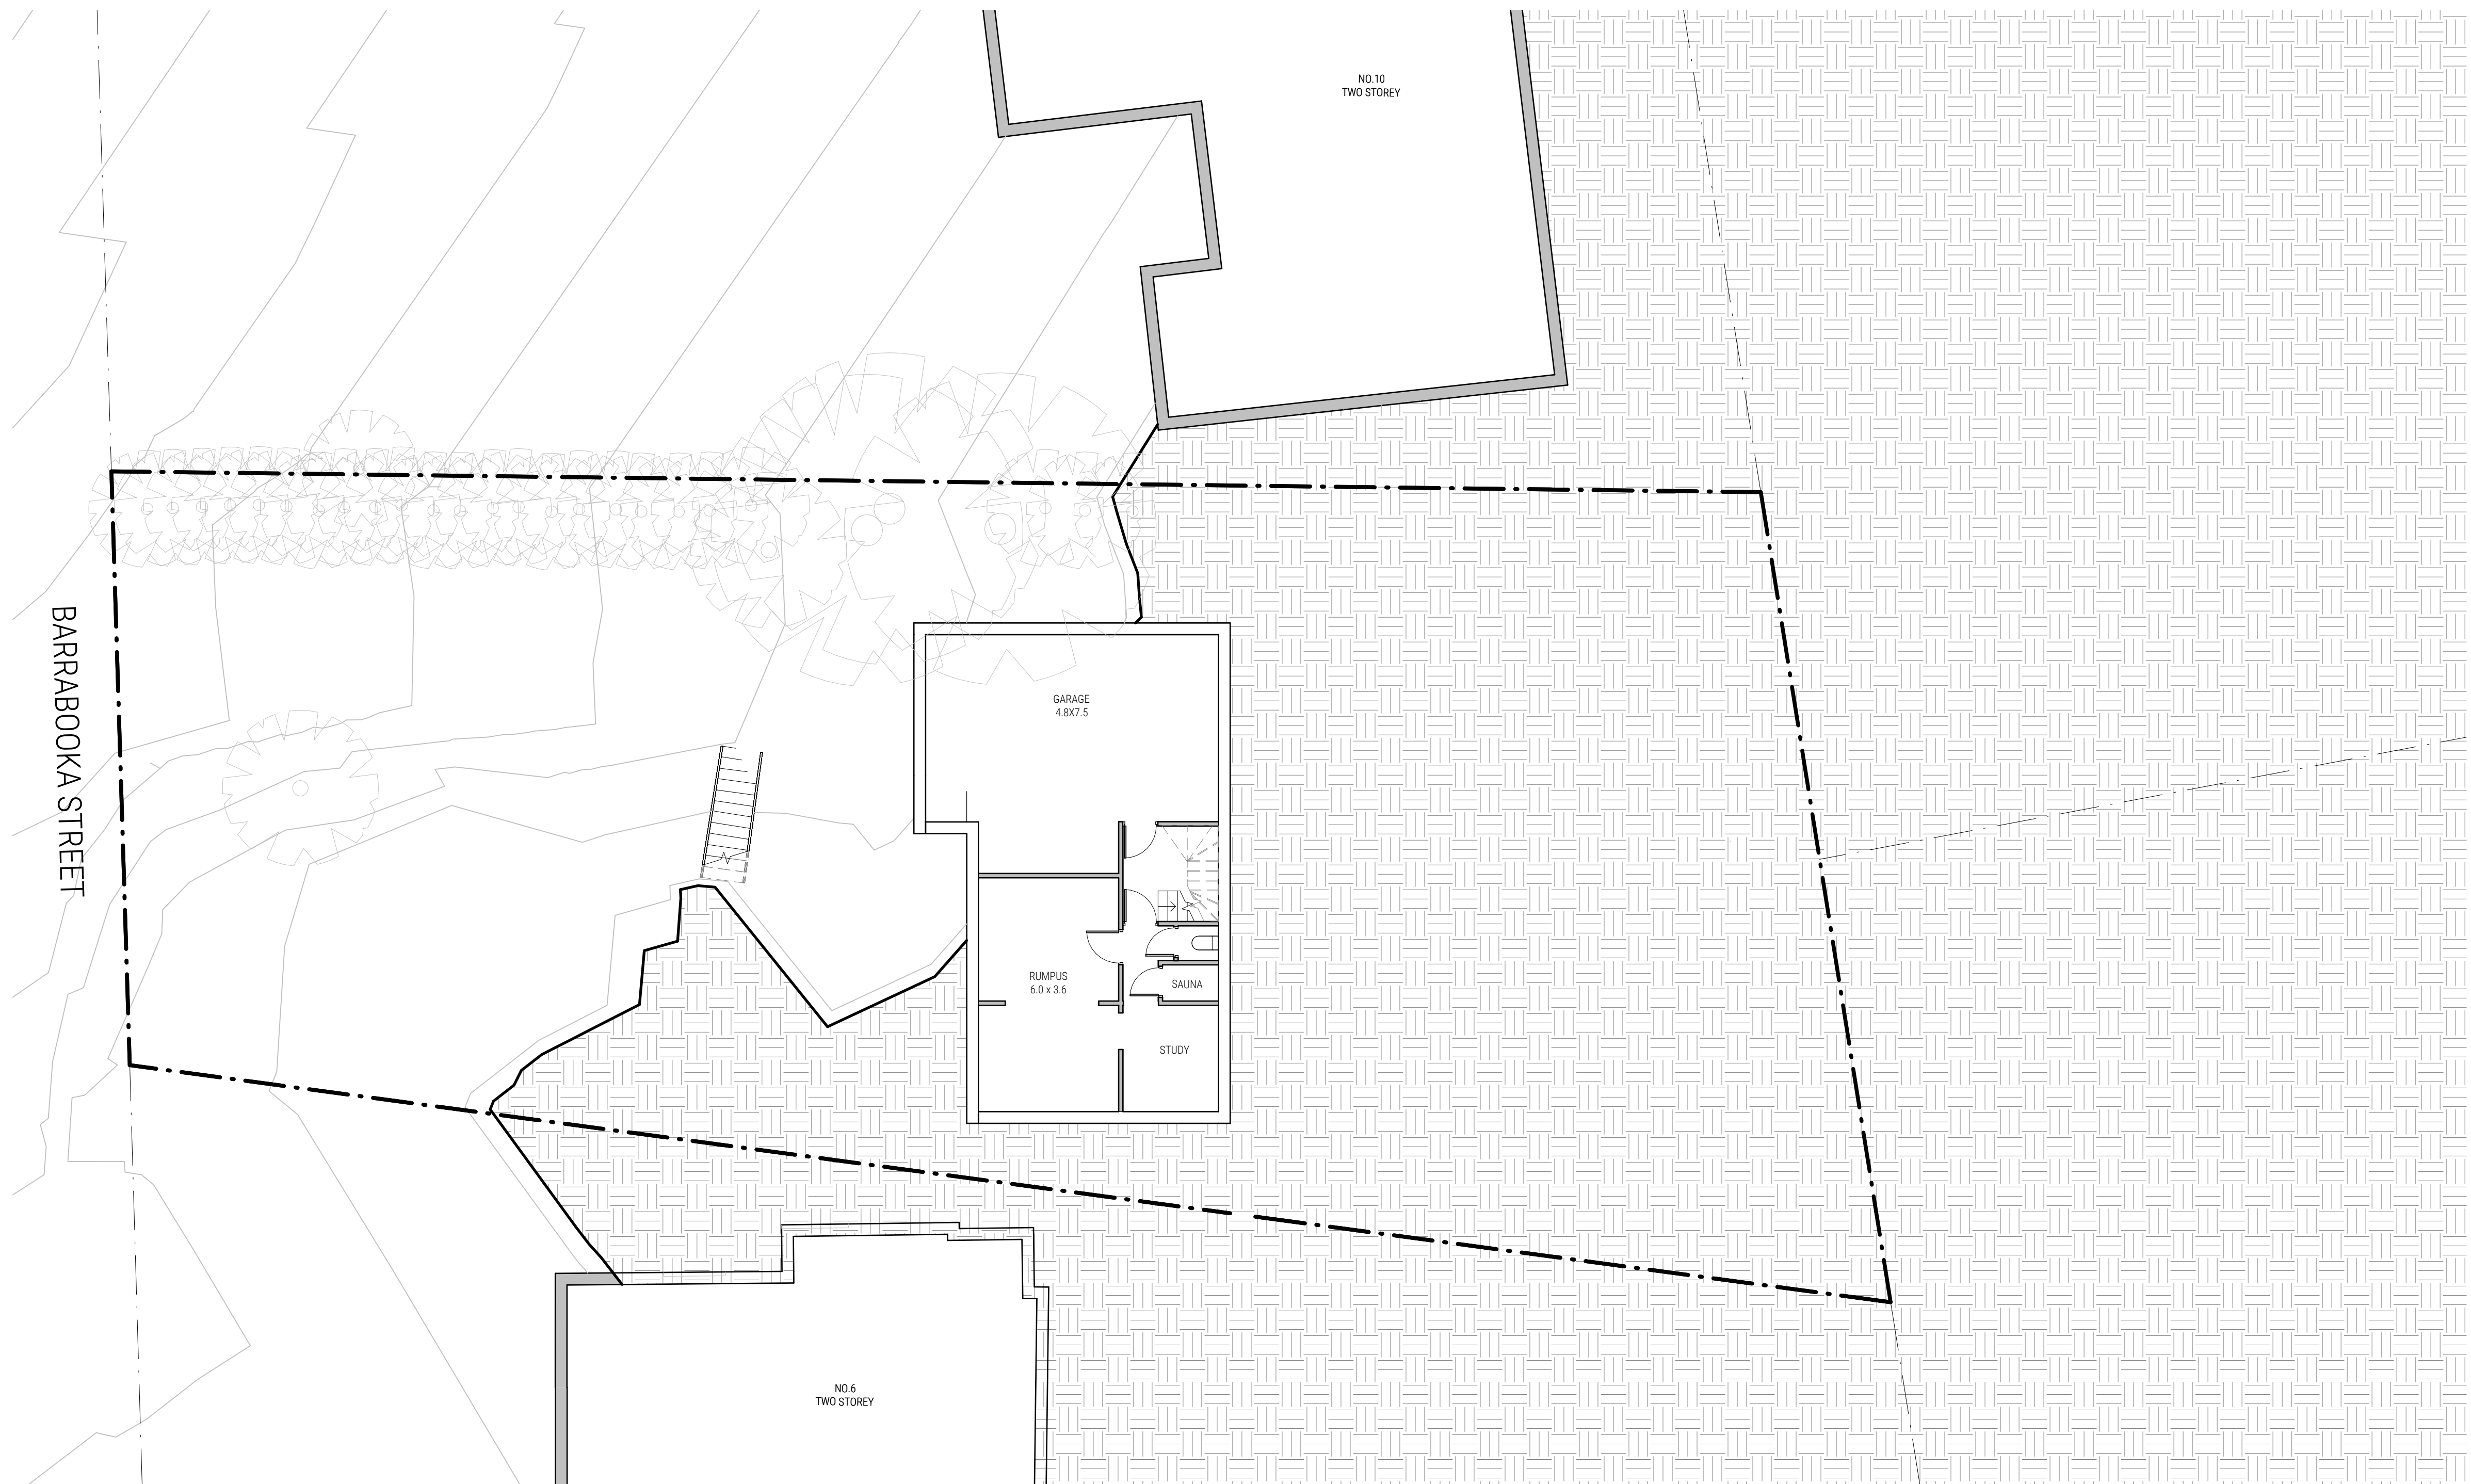 NO.10
TWO STOREY
BARRABOOKA STREET
GARAGE
4.8X7.5
RUMPUS
6.0 x 3.6
SAUNA
STUDY
NO.6
TWO STOREY